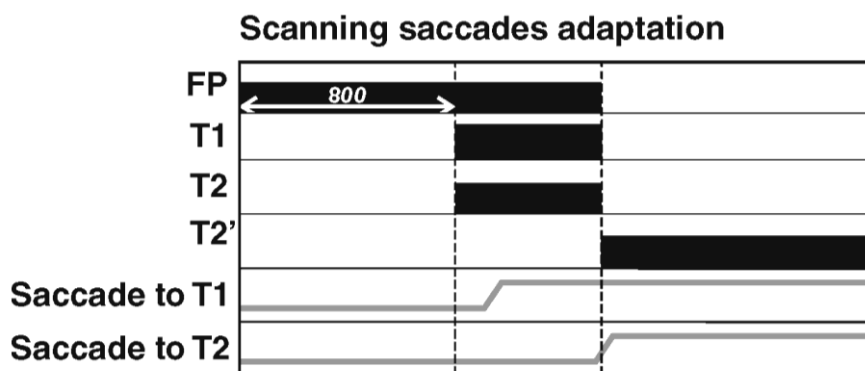 Scanning saccades adaptation
FP
800
T1
T2
T2’
Saccade to T1
Saccade to T2